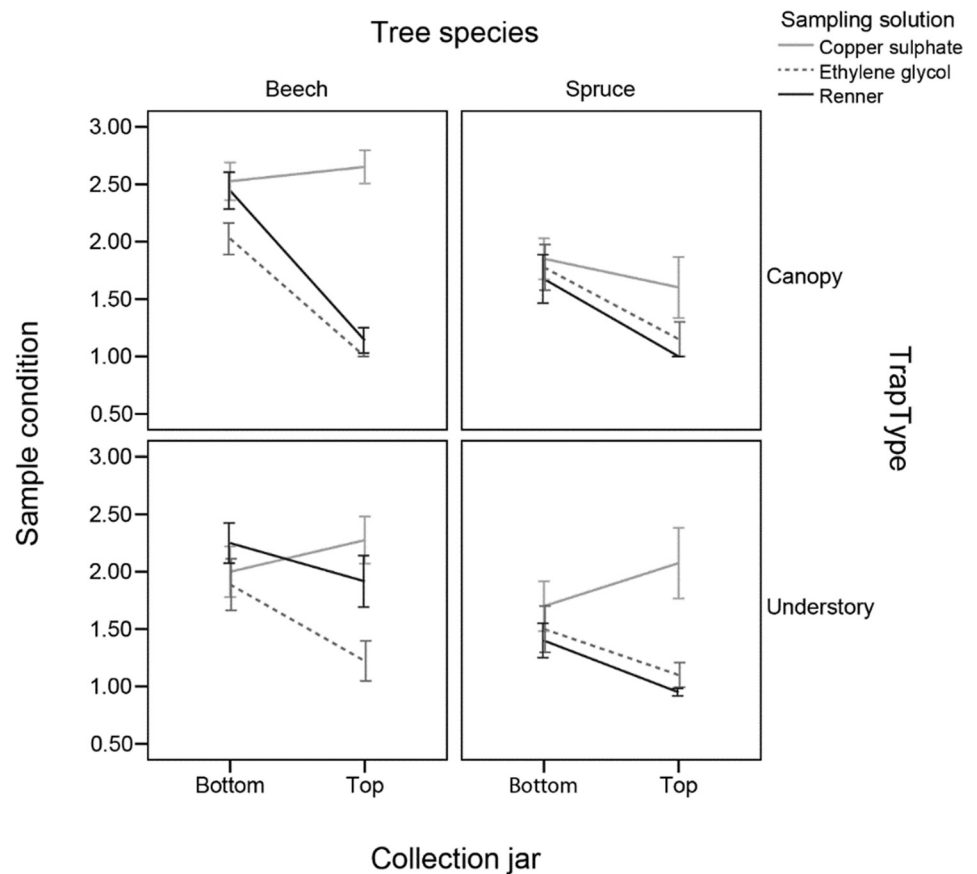 Tree species
Sampling solution
Copper sulphate
Ethylene glycol
Renner
Beech
Spruce
3.00
2.50
2.00
1.50
1.00
0.50
Canopy
3.00
2.50
2.00
1.50
1.00
0.50
Understory
Sample condition
TrapType
Bottom
Top
Bottom
Top
Collection jar